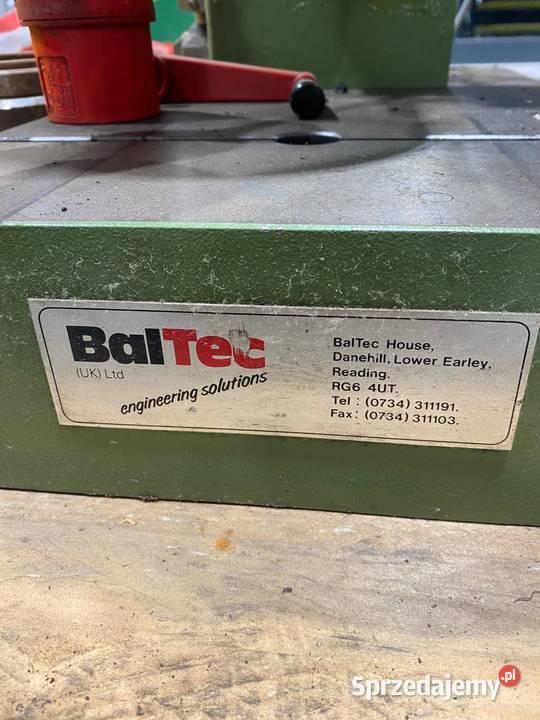 BalTec
(UK) Ltd
engineering solutions
BalTec House,
Danehill, Lower Earley,
Reading.
RG6 4UT.
Tel : (0734) 311191.
Fax : (0734) 311103.
Sprzedajemy.pl